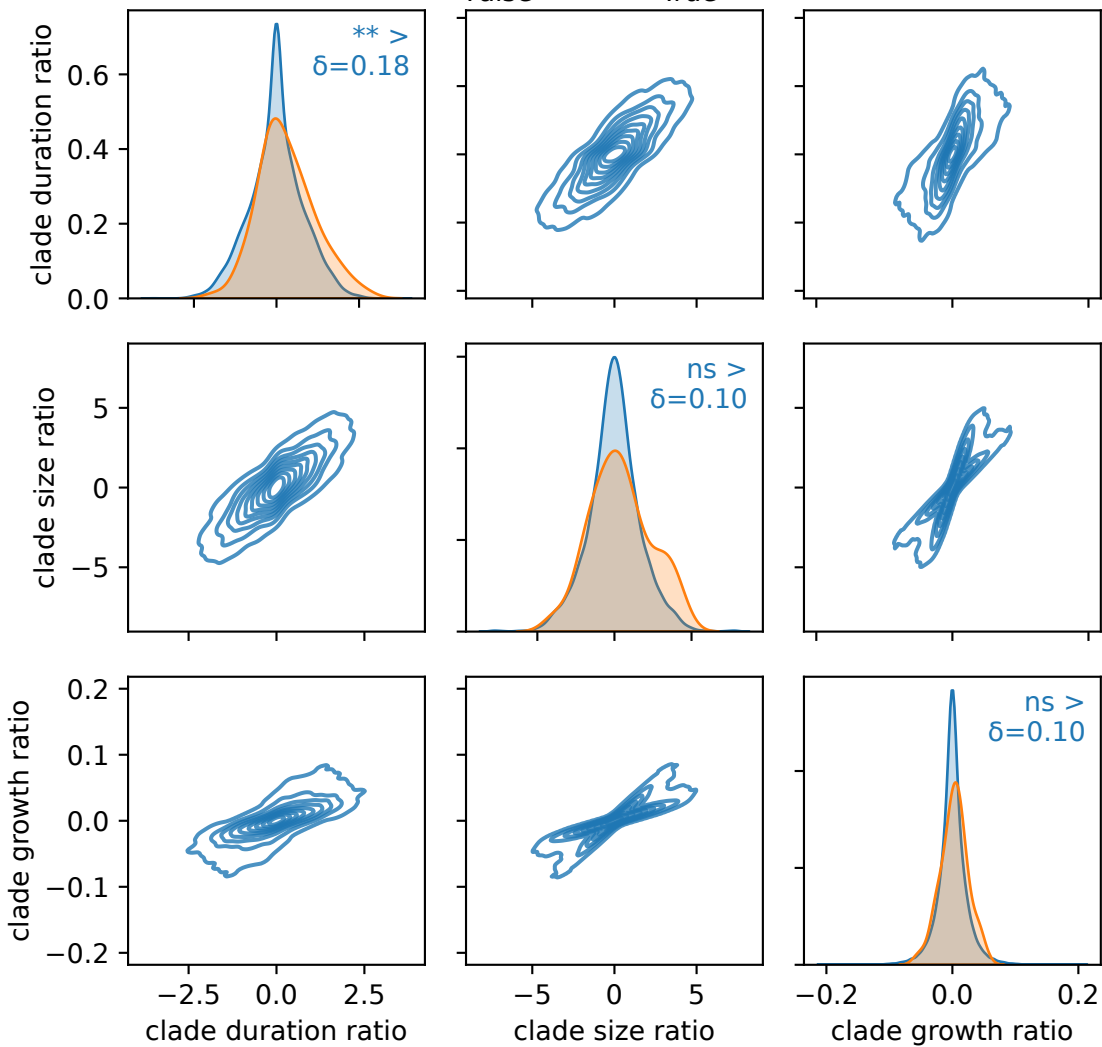 clade duration ratio
0.6
0.4
0.2
0.0
** >
δ=0.18
clade size ratio
5
0
−5
ns >
δ=0.10
clade growth ratio
0.2
0.1
0.0
−0.1
−0.2
ns >
δ=0.10
−2.5 0.0 2.5
−5 0 5
−0.2 0.0 0.2
clade duration ratio
clade size ratio
clade growth ratio